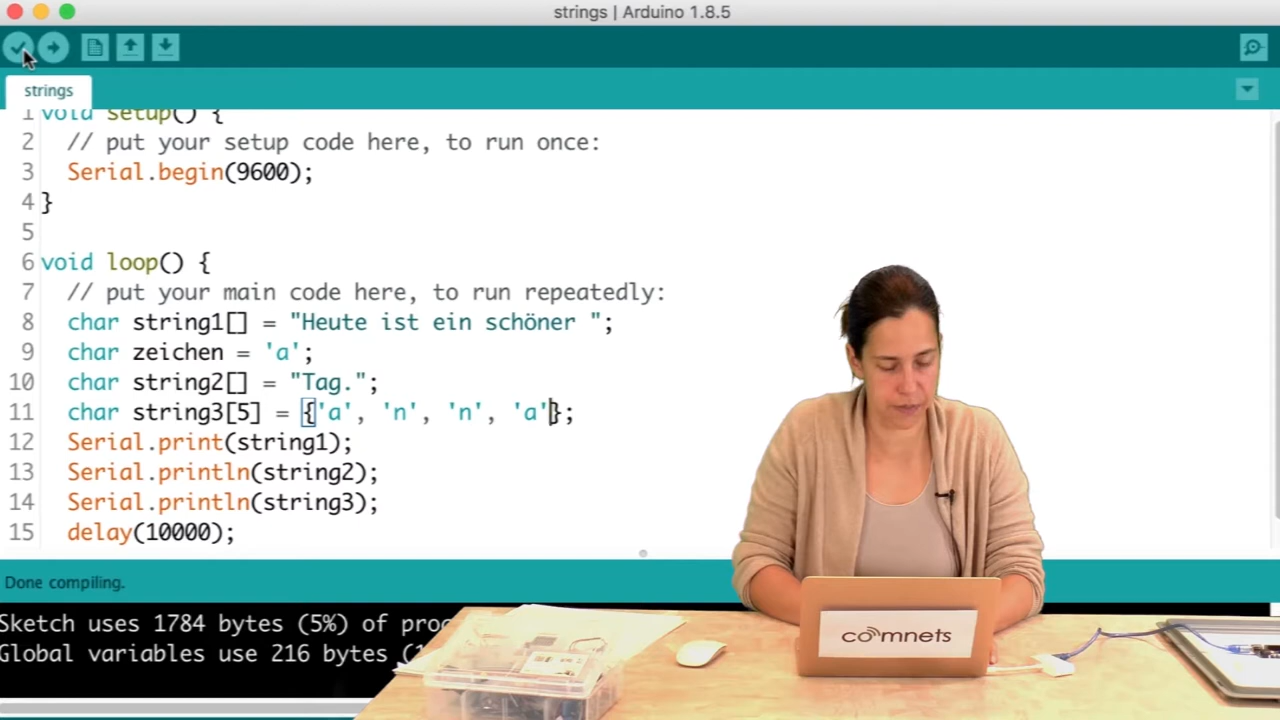 strings | Arduino 1.8.5
strings
1 void setup() {
2 // put your setup code here, to run once:
3 Serial.begin(9600);
4 }
5
6 void loop() {
7 // put your main code here, to run repeatedly:
8 char string1[] = "Heute ist ein schöner ";
9 char zeichen = 'a';
10 char string2[] = "Tag.";
11 char string3[5] = {'a', 'n', 'n', 'a'};
12 Serial.print(string1);
13 Serial.println(string2);
14 Serial.println(string3);
15 delay(10000);
Done compiling.
Sketch uses 1784 bytes (5%) of
Global variables use 216 bytes
comnets